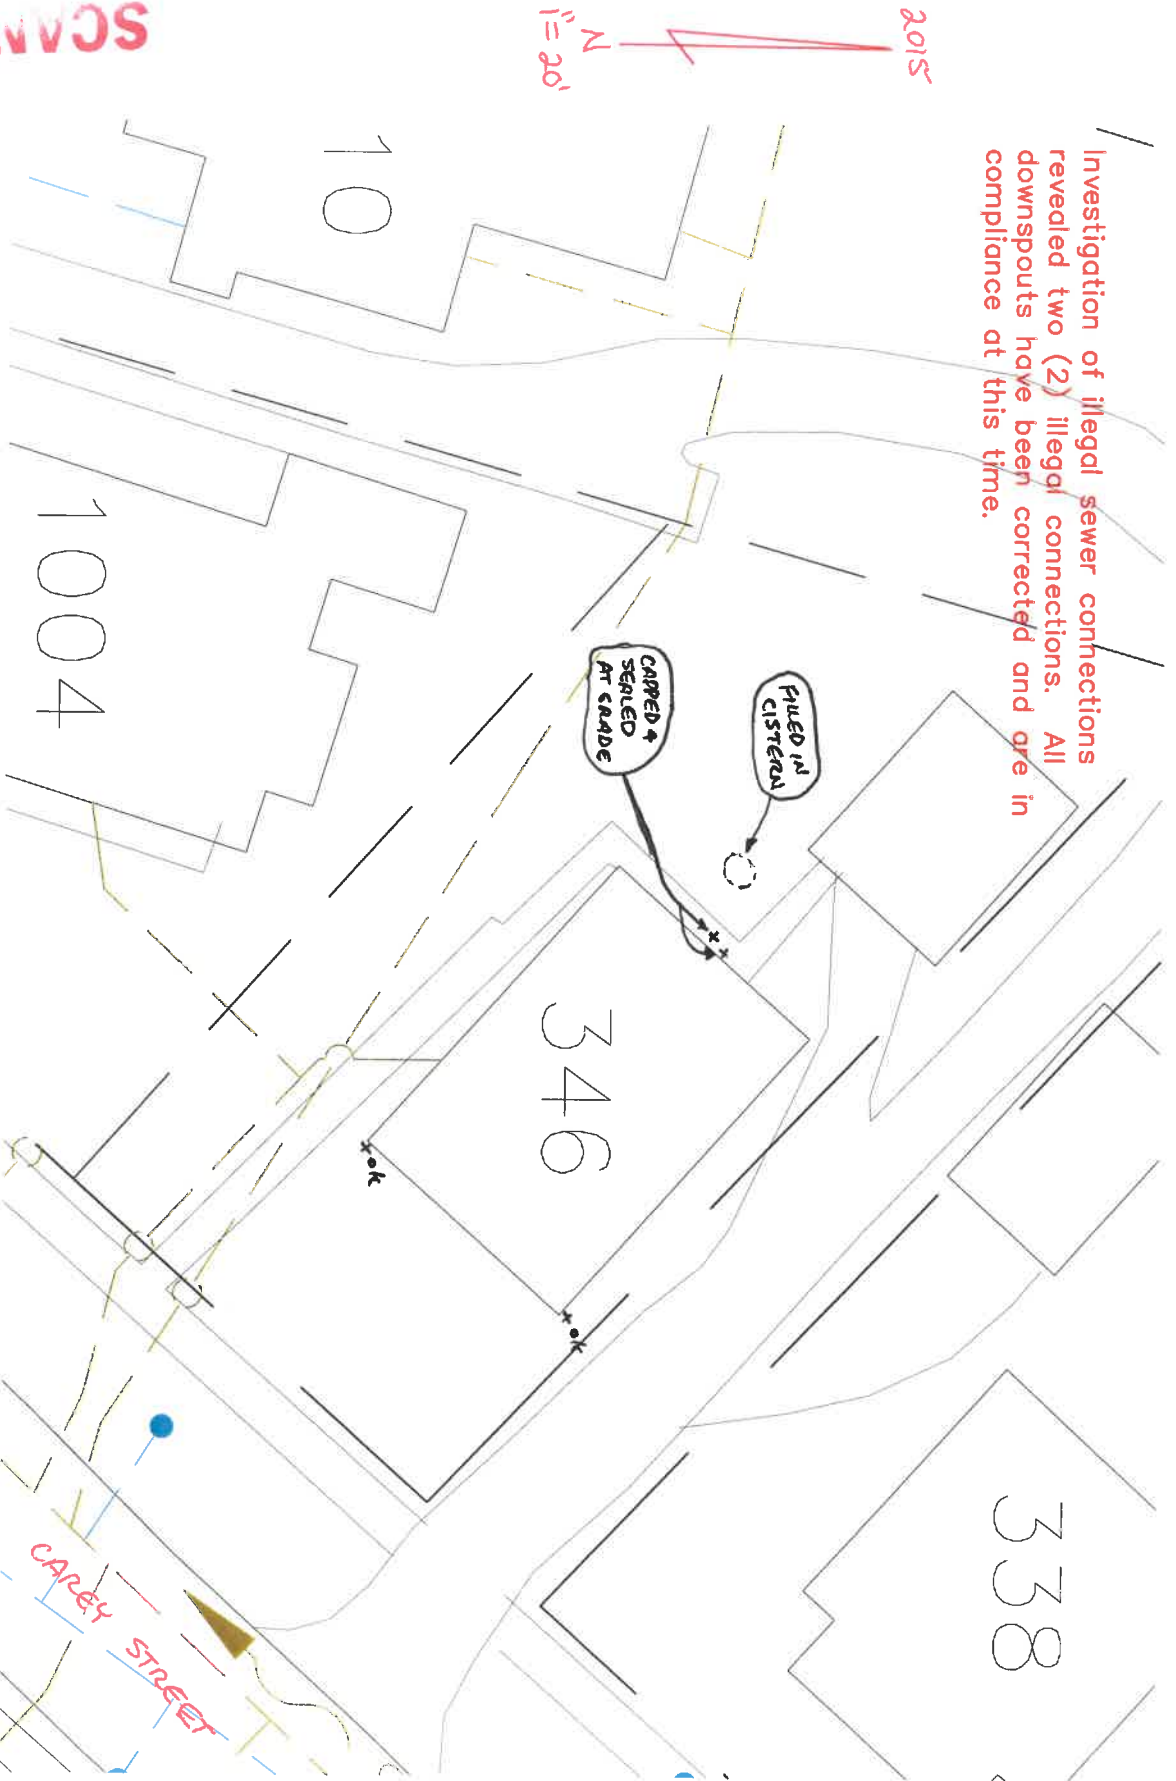 Investigation of illegal sewer connections
revealed two (2) illegal connections. All
downspouts have been corrected and are in
compliance at this time.
2015
N
1"= 20'
10
1004
FILLED IN
CISTERN
CAPPED &
SEALED
AT GRADE
346
x ok
x ok
338
CAREY STREET